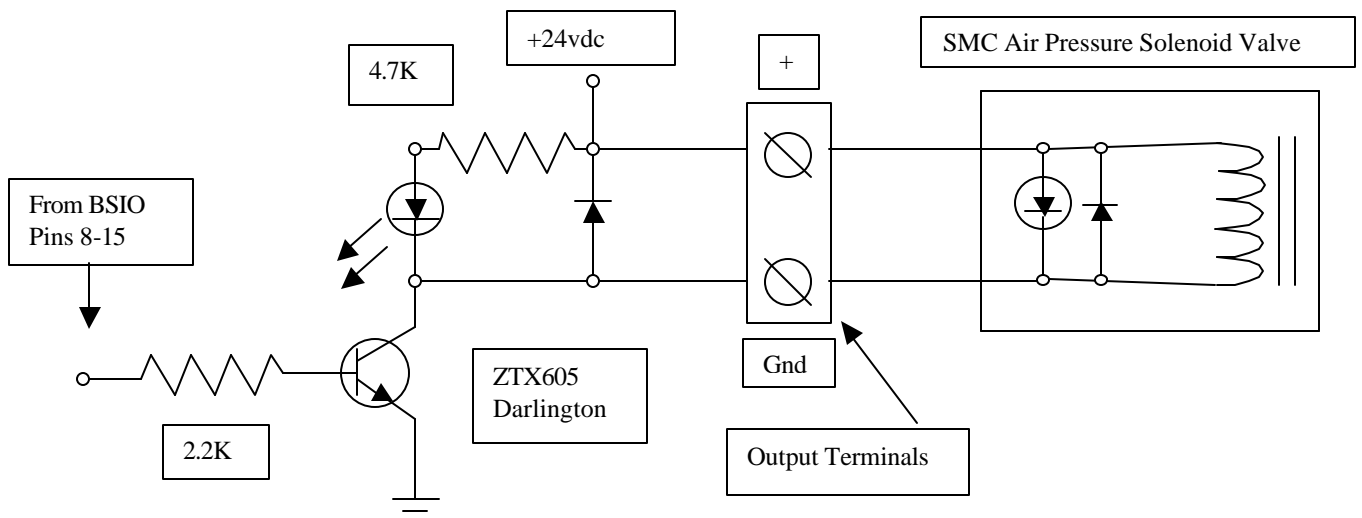 +24vdc
SMC Air Pressure Solenoid Valve
4.7K
+
From BSIO
Pins 8-15
ZTX605
Darlington
Gnd
2.2K
Output Terminals